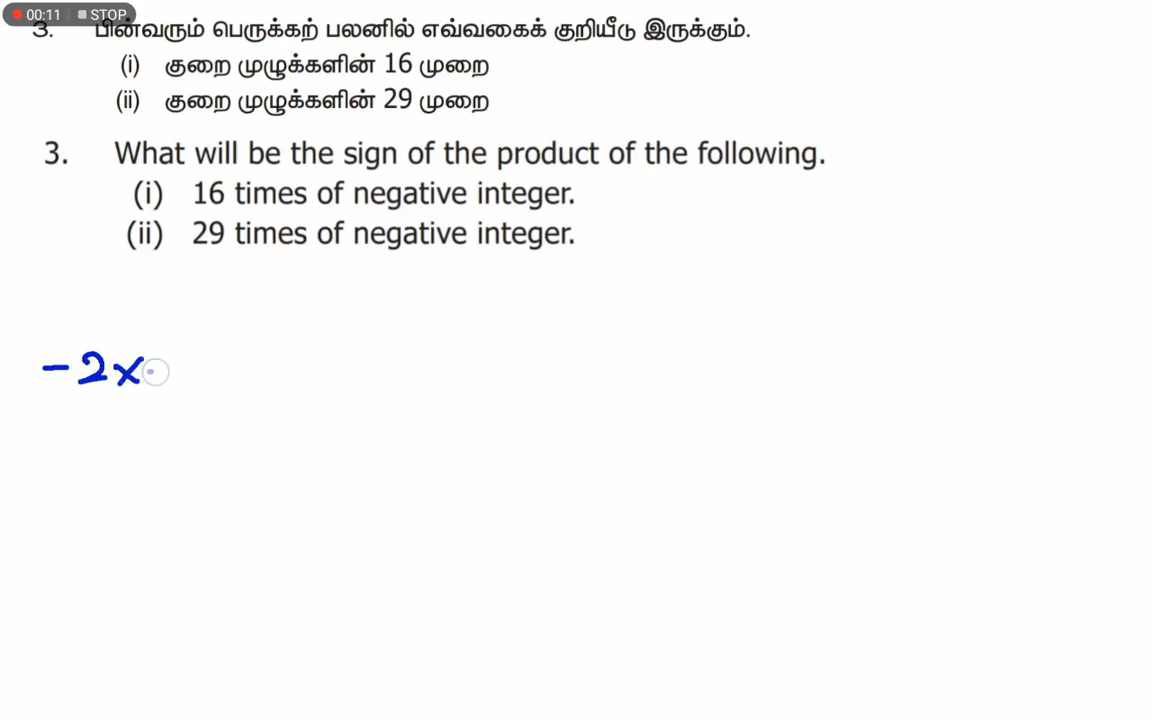 00:11 STOP
3. பின்வரும் பெருக்கற் பலனில் எவ்வகைக் குறியீடு இருக்கும்.
(i) குறை முழுக்களின் 16 முறை
(ii) குறை முழுக்களின் 29 முறை
3. What will be the sign of the product of the following.
(i) 16 times of negative integer.
(ii) 29 times of negative integer.
-2×